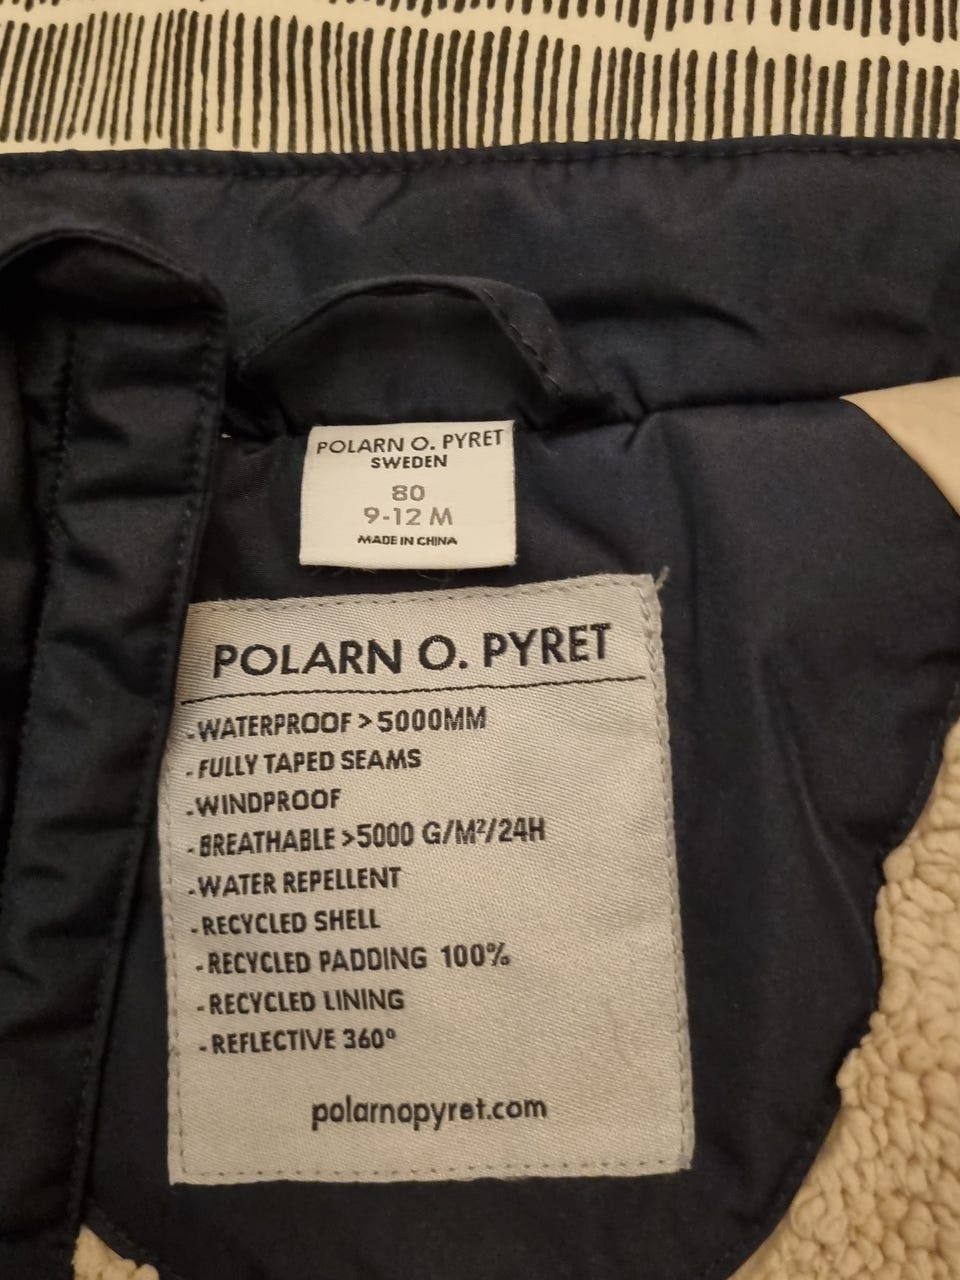 POLARN O. PYRET
SWEDEN
80
9-12 M
MADE IN CHINA
POLARN O. PYRET
-WATERPROOF > 5000MM
-FULLY TAPED SEAMS
-WINDPROOF
-BREATHABLE >5000 G/M²/24H
-WATER REPELLENT
-RECYCLED SHELL
-RECYCLED PADDING 100%
-RECYCLED LINING
-REFLECTIVE 360°
polarnopyret.com